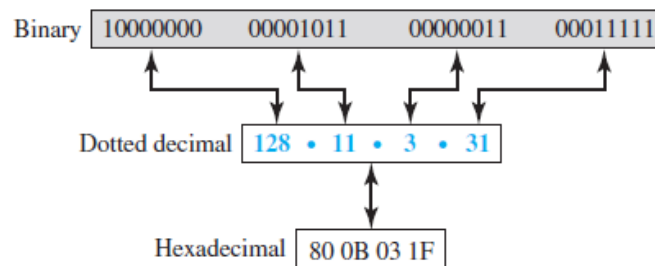 Binary 10000000 00001011 00000011 00011111
Dotted decimal 128 • 11 • 3 • 31
Hexadecimal 80 0B 03 1F